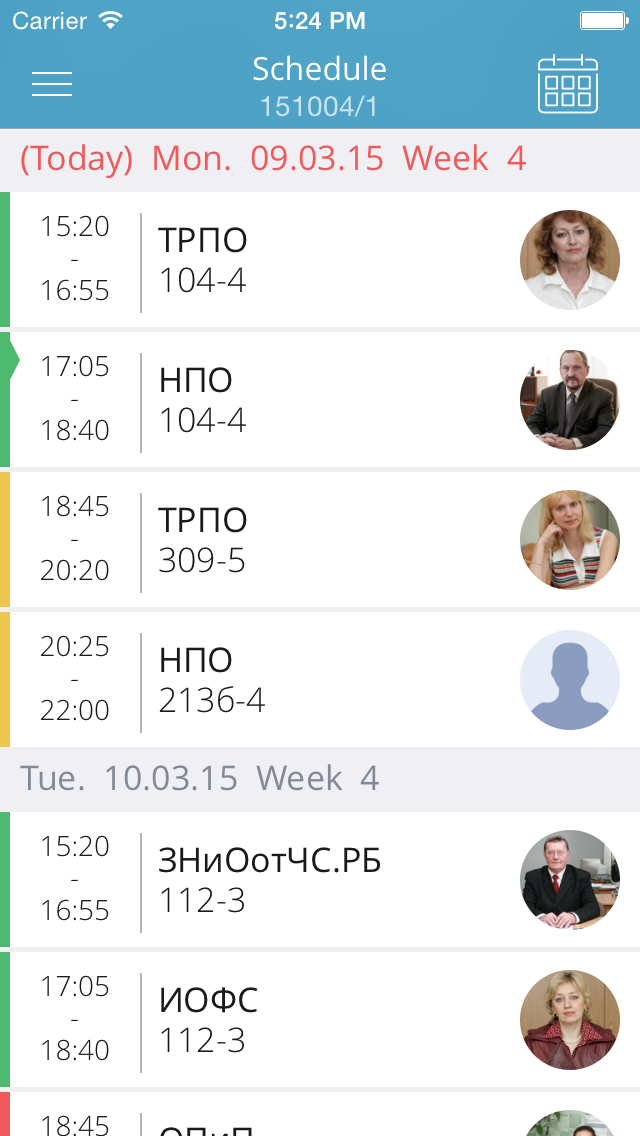 Carrier 5:24 PM
Schedule
151004/1
(Today) Mon. 09.03.15 Week 4
15:20
-
16:55
ТРПО
104-4
17:05
-
18:40
НПО
104-4
18:45
-
20:20
ТРПО
309-5
20:25
-
22:00
НПО
213б-4
Tue. 10.03.15 Week 4
15:20
-
16:55
ЗНиОотЧС.РБ
112-3
17:05
-
18:40
ИОФС
112-3
18:45
ОПиП